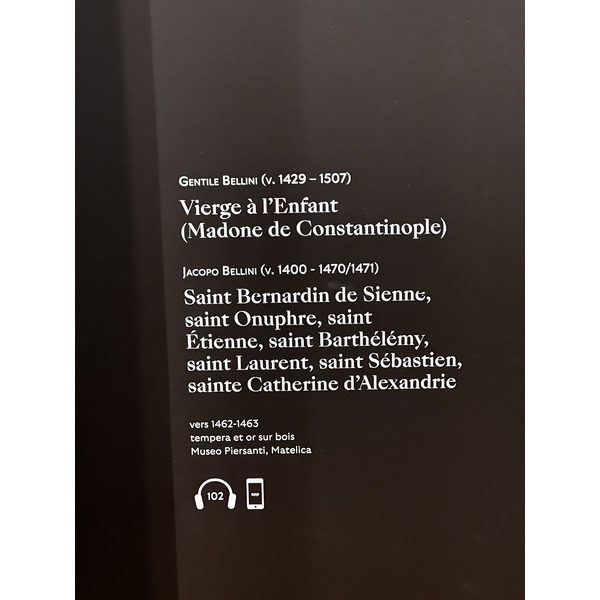 Gentile Bellini (v. 1429 – 1507)
Vierge à l'Enfant
(Madone de Constantinople)
Jacopo Bellini (v. 1400 - 1470/1471)
Saint Bernardin de Sienne,
saint Onuphre, saint
Étienne, saint Barthélémy,
saint Laurent, saint Sébastien,
sainte Catherine d'Alexandrie
vers 1462-1463
tempera et or sur bois
Museo Piersanti, Matelica
102 app